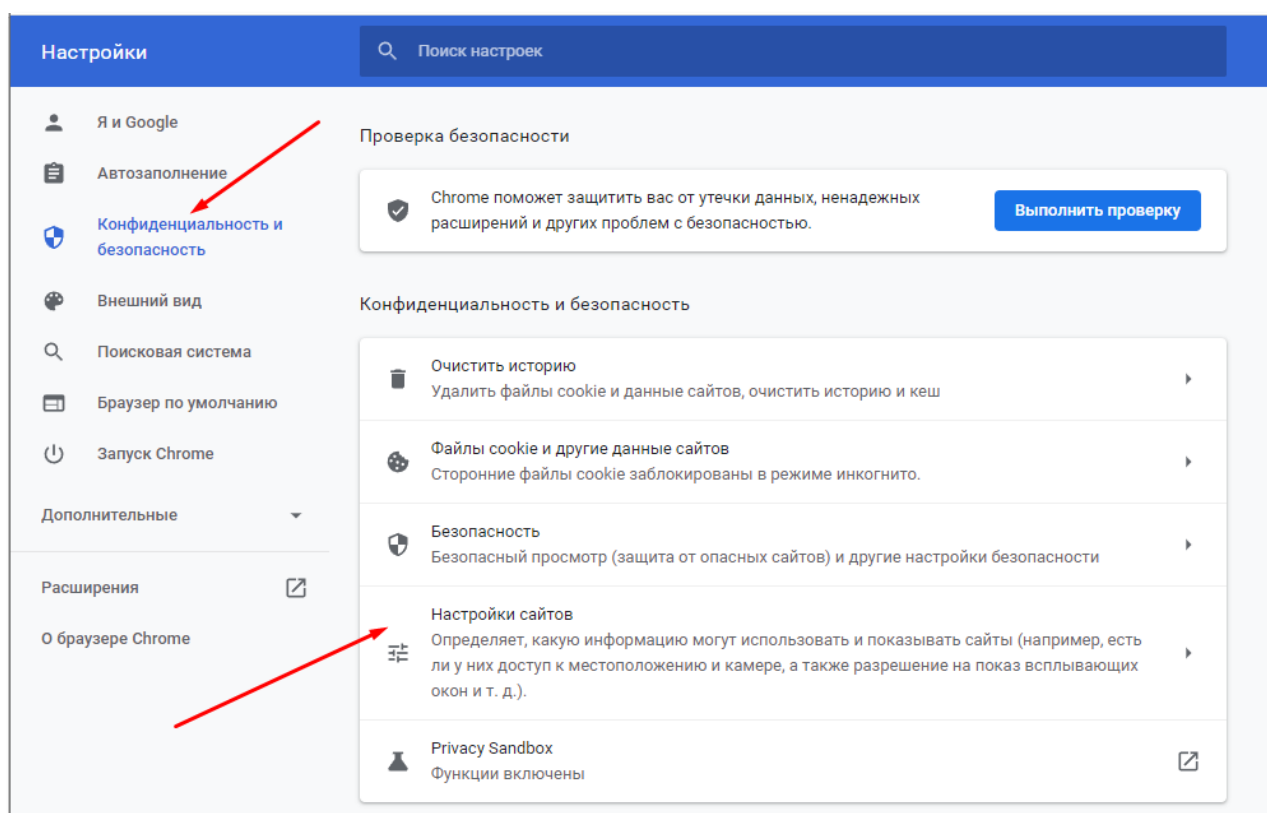 Настройки
Поиск настроек
Я и Google
Автозаполнение
Конфиденциальность и
безопасность
Внешний вид
Поисковая система
Браузер по умолчанию
Запуск Chrome
Дополнительные
Расширения
О браузере Chrome
Проверка безопасности
Chrome поможет защитить вас от утечки данных, ненадежных
расширений и других проблем с безопасностью.
Выполнить проверку
Конфиденциальность и безопасность
Очистить историю
Удалить файлы cookie и данные сайтов, очистить историю и кеш
Файлы cookie и другие данные сайтов
Сторонние файлы cookie заблокированы в режиме инкогнито.
Безопасность
Безопасный просмотр (защита от опасных сайтов) и другие настройки безопасности
Настройки сайтов
Определяет, какую информацию могут использовать и показывать сайты (например, есть
ли у них доступ к местоположению и камере, а также разрешение на показ всплывающих
окон и т. д.).
Privacy Sandbox
Функции включены